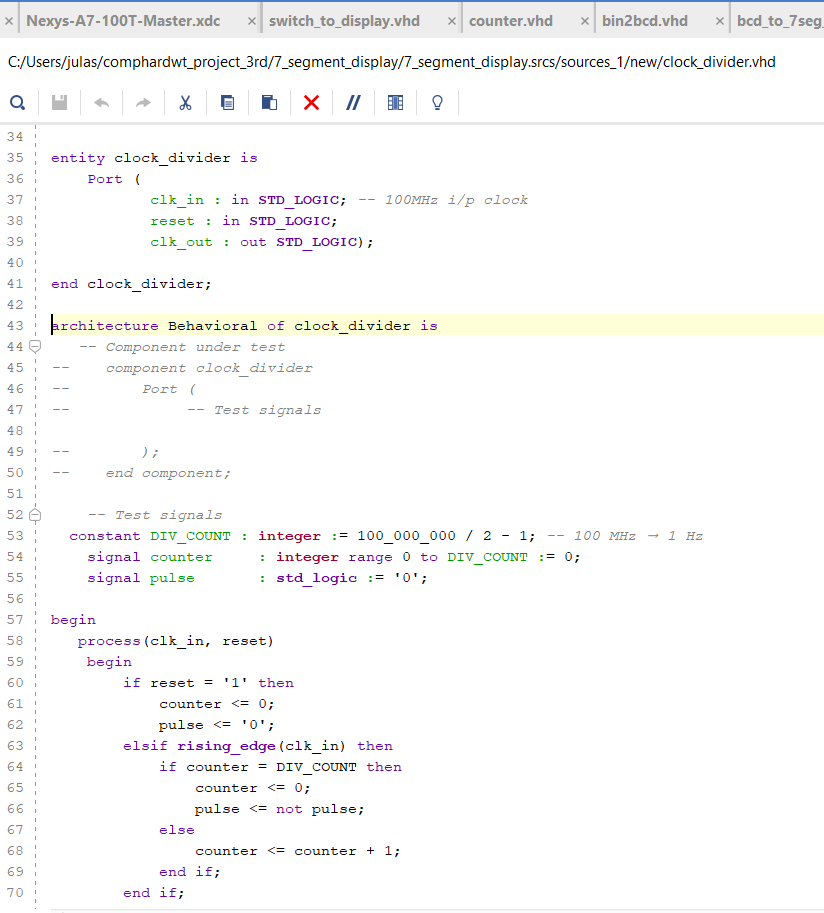 Nexys-A7-100T-Master.xdc × switch_to_display.vhd × counter.vhd × bin2bcd.vhd × bcd_to_7seg
C:/Users/julas/comphardwt_project_3rd/7_segment_display/7_segment_display.srcs/sources_1/new/clock_divider.vhd
34
35 entity clock_divider is
36 Port (
37 clk_in : in STD_LOGIC; -- 100MHz i/p clock
38 reset : in STD_LOGIC;
39 clk_out : out STD_LOGIC);
40
41 end clock_divider;
42
43 architecture Behavioral of clock_divider is
44 -- Component under test
45 -- component clock_divider
46 -- Port (
47 -- -- Test signals
48
49 -- );
50 -- end component;
51
52 -- Test signals
53 constant DIV_COUNT : integer := 100_000_000 / 2 - 1; -- 100 MHz → 1 Hz
54 signal counter : integer range 0 to DIV_COUNT := 0;
55 signal pulse : std_logic := '0';
56
57 begin
58 process(clk_in, reset)
59 begin
60 if reset = '1' then
61 counter <= 0;
62 pulse <= '0';
63 elsif rising_edge(clk_in) then
64 if counter = DIV_COUNT then
65 counter <= 0;
66 pulse <= not pulse;
67 else
68 counter <= counter + 1;
69 end if;
70 end if;